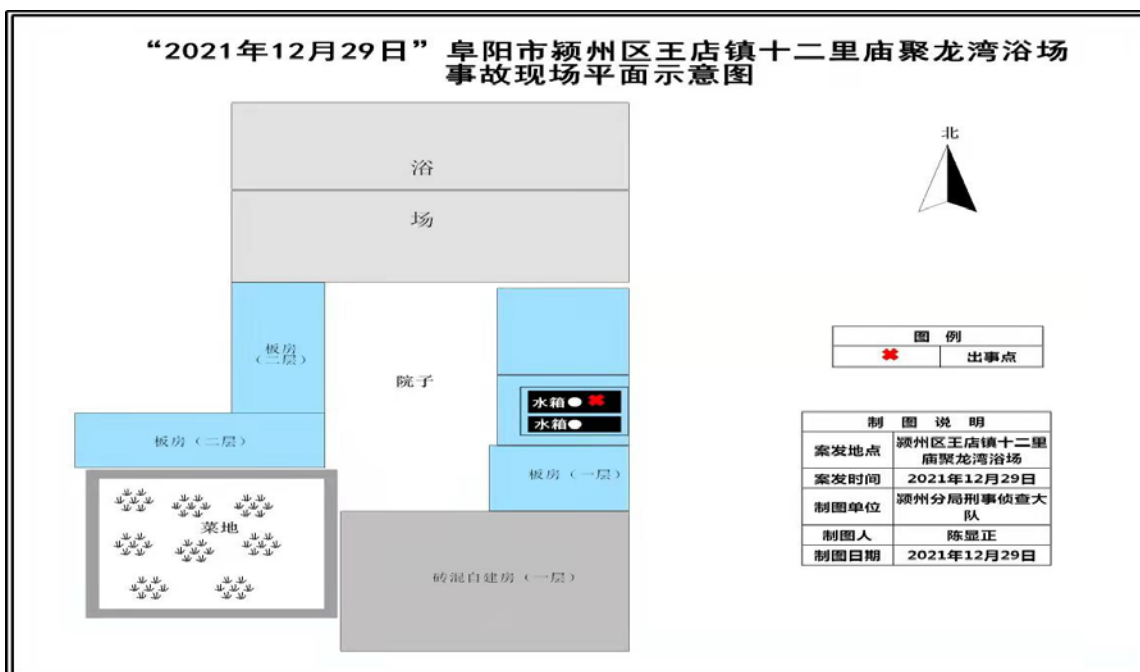 “2021年12月29日”阜阳市颍州区王店镇十二里庙聚龙湾浴场
事故现场平面示意图
北
浴
场
板房
（二层）
院子
水箱
水箱
板房（二层）
板房（一层）
菜地
砖混自建房（一层）
图 例
出事点
制 图 说 明
案发地点
颍州区王店镇十二里
庙聚龙湾浴场
案发时间
2021年12月29日
制图单位
颍州分局刑事侦查大
队
制图人
陈显正
制图日期
2021年12月29日